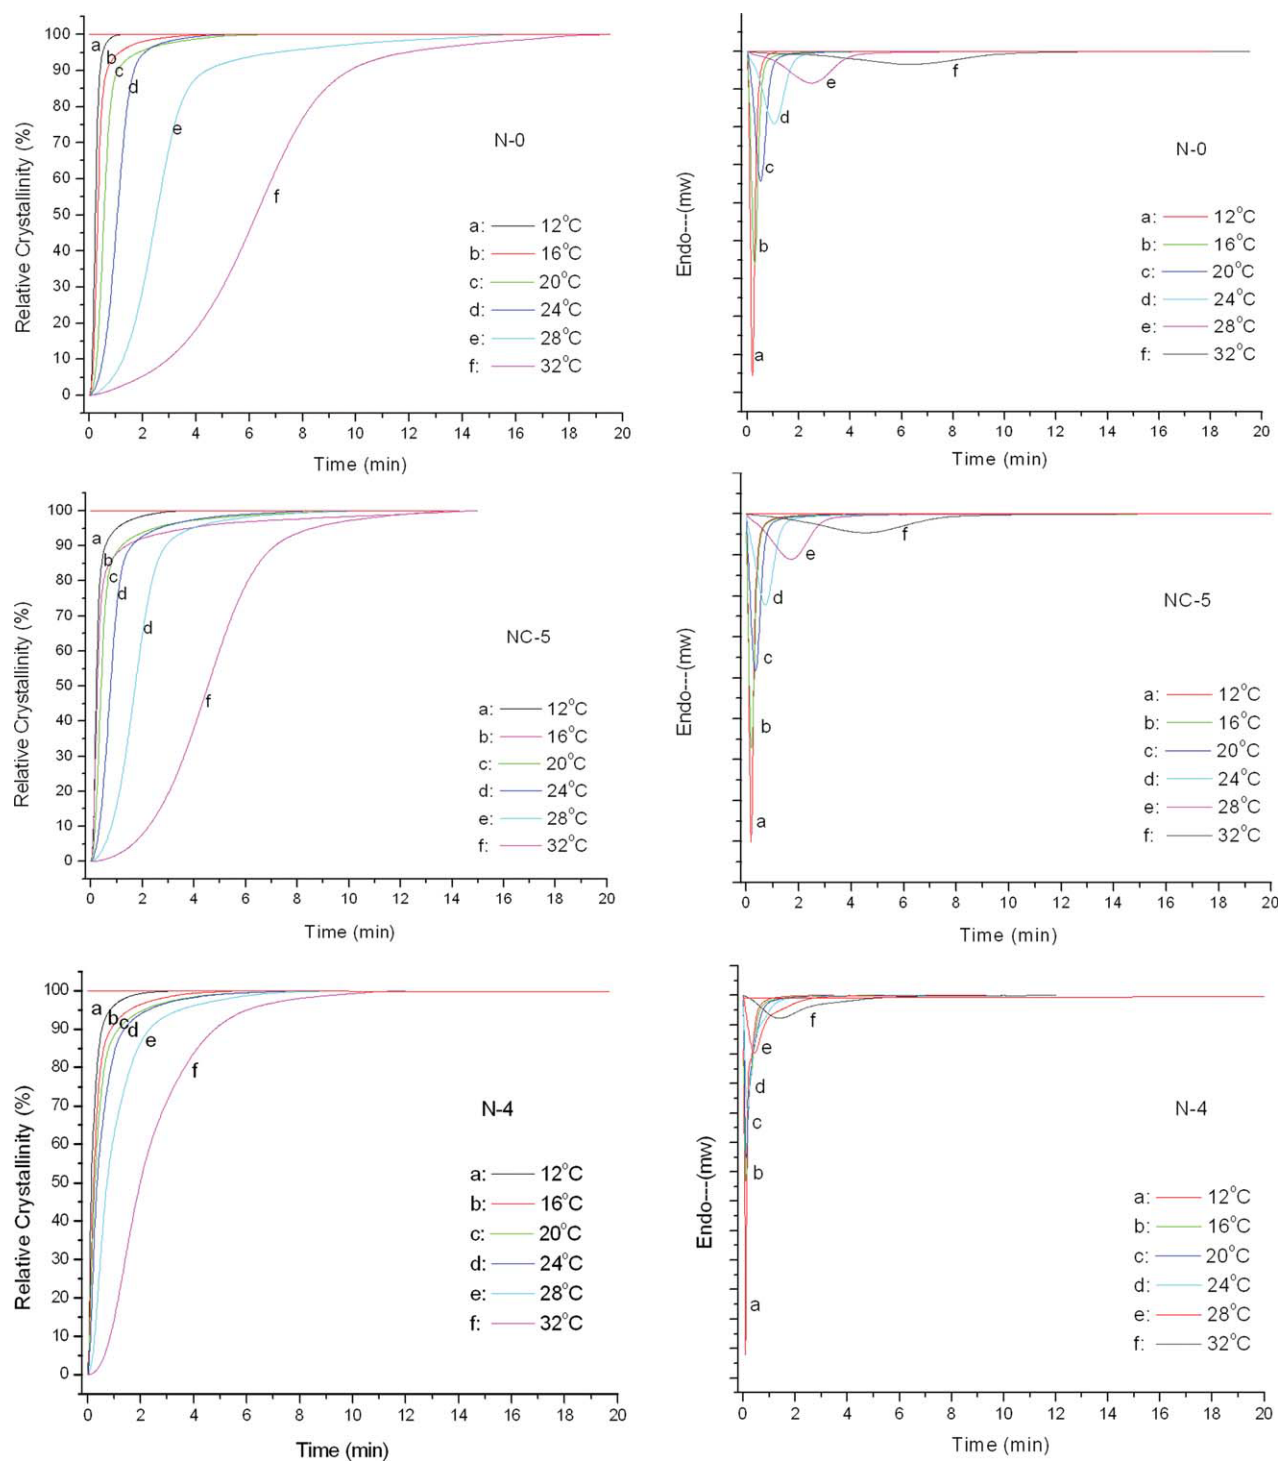 Relative Crystallinity (%)
100
90
80
70
60
50
40
30
20
10
0
a
b
c
d
e
f
N-0
a: 12°C
b: 16°C
c: 20°C
d: 24°C
e: 28°C
f: 32°C
0 2 4 6 8 10 12 14 16 18 20
Time (min)
Endo---(mw)
a
b
c
d
e
f
N-0
a: 12°C
b: 16°C
c: 20°C
d: 24°C
e: 28°C
f: 32°C
0 2 4 6 8 10 12 14 16 18 20
Time (min)
Relative Crystallinity (%)
100
90
80
70
60
50
40
30
20
10
0
a
b
c
d
d
f
NC-5
a: 12°C
b: 16°C
c: 20°C
d: 24°C
e: 28°C
f: 32°C
0 2 4 6 8 10 12 14 16 18 20
Time (min)
Endo---(mw)
a
b
c
d
e
f
NC-5
a: 12°C
b: 16°C
c: 20°C
d: 24°C
e: 28°C
f: 32°C
0 2 4 6 8 10 12 14 16 18 20
Time (min)
Relative Crystallinity (%)
100
90
80
70
60
50
40
30
20
10
0
a
b
c
d
e
f
N-4
a: 12°C
b: 16°C
c: 20°C
d: 24°C
e: 28°C
f: 32°C
0 2 4 6 8 10 12 14 16 18 20
Time (min)
Endo---(mw)
a
b
c
d
e
f
N-4
a: 12°C
b: 16°C
c: 20°C
d: 24°C
e: 28°C
f: 32°C
0 2 4 6 8 10 12 14 16 18 20
Time (min)